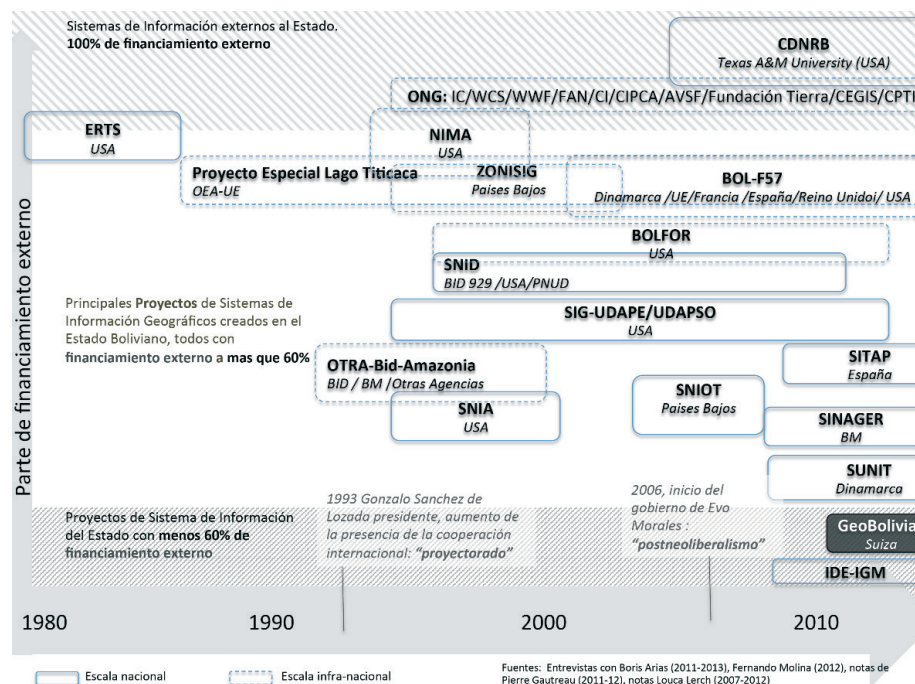 Sistemas de Información externos al Estado.
100% de financiamiento externo
CDNRB
Texas A&M University (USA)
ONG: IC/WCS/WWF/FAN/CI/CIPCA/AVSF/Fundación Tierra/CEGIS/CPTI
ERTS
USA
NIMA
USA
Proyecto Especial Lago Titicaca
OEA-UE
ZONISIG
Paises Bajos
BOL-F57
Dinamarca /UE/Francia /España/Reino Unidoi/ USA
BOLFOR
USA
SNiD
BID 929 /USA/PNUD
Principales Proyectos de Sistemas de
Información Geográficos creados en el
Estado Boliviano, todos con
financiamiento externo a mas que 60%
SIG-UDAPE/UDAPSO
USA
OTRA-Bid-Amazonia
BID / BM /Otras Agencias
SNIA
USA
SNIOT
Paises Bajos
SITAP
España
SINAGER
BM
SUNIT
Dinamarca
Parte de financiamiento externo
Proyectos de Sistema de Información
del Estado con menos 60% de
financiamiento externo
1993 Gonzalo Sanchez de
Lozada presidente, aumento de
la presencia de la cooperación
internacional: “proyectorado”
2006, inicio del
gobierno de Evo
Morales :
“postneoliberalismo”
GeoBolivia
Suiza
IDE-IGM
1980 1990 2000 2010
Escala nacional
Escala infra-nacional
Fuentes: Entrevistas con Boris Arias (2011-2013), Fernando Molina (2012), notas de
Pierre Gautreau (2011-12), notas Louca Lerch (2007-2012)